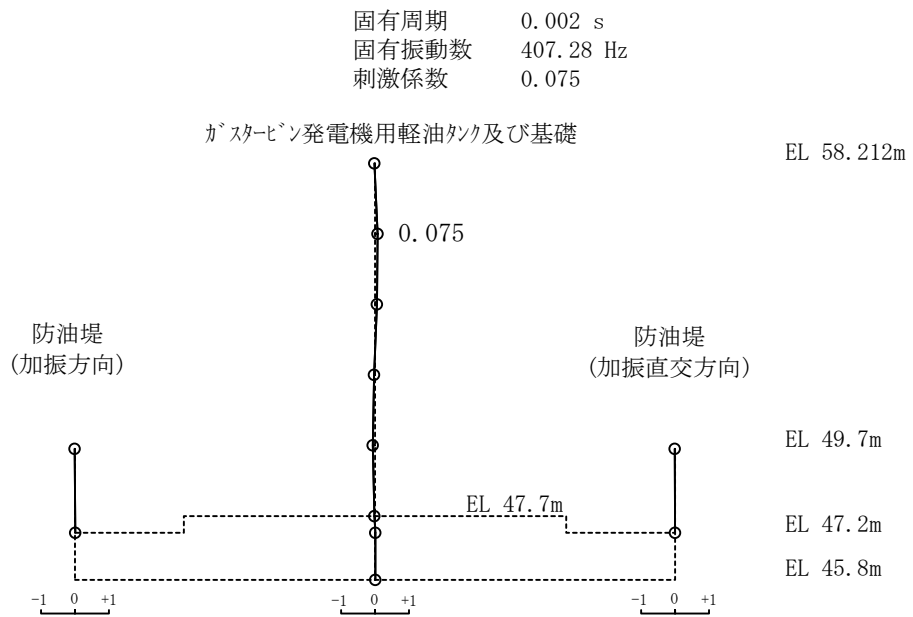 固有周期 0.002 s
固有振動数 407.28 Hz
刺激係数 0.075
ｶﾞｽﾀｰﾋﾞﾝ発電機用軽油ﾀﾝｸ及び基礎
EL 58.212m
0.075
防油堤
(加振方向)
防油堤
(加振直交方向)
EL 49.7m
EL 47.7m
EL 47.2m
EL 45.8m
-1 0 +1
-1 0 +1
-1 0 +1